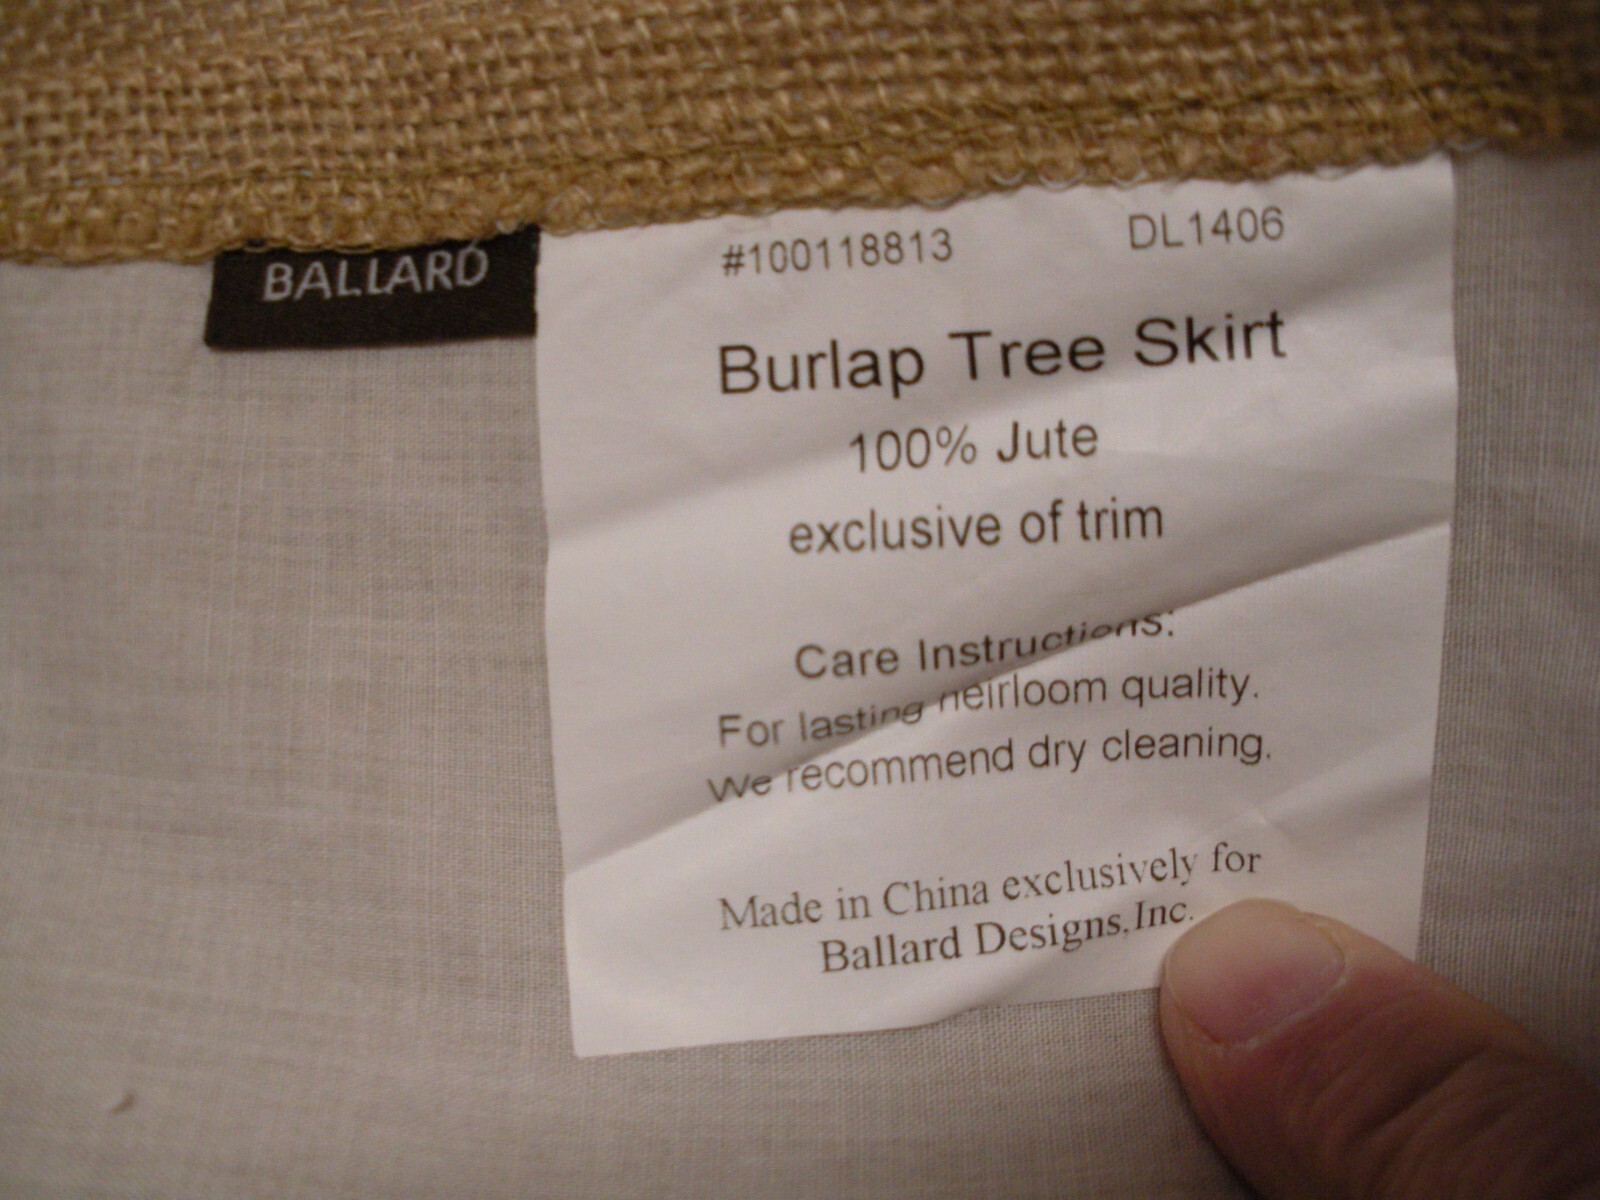 BALLARD
#100118813 DL1406
Burlap Tree Skirt
100% Jute
exclusive of trim
Care Instructions:
For lasting heirloom quality.
We recommend dry cleaning.
Made in China exclusively for
Ballard Designs,Inc.